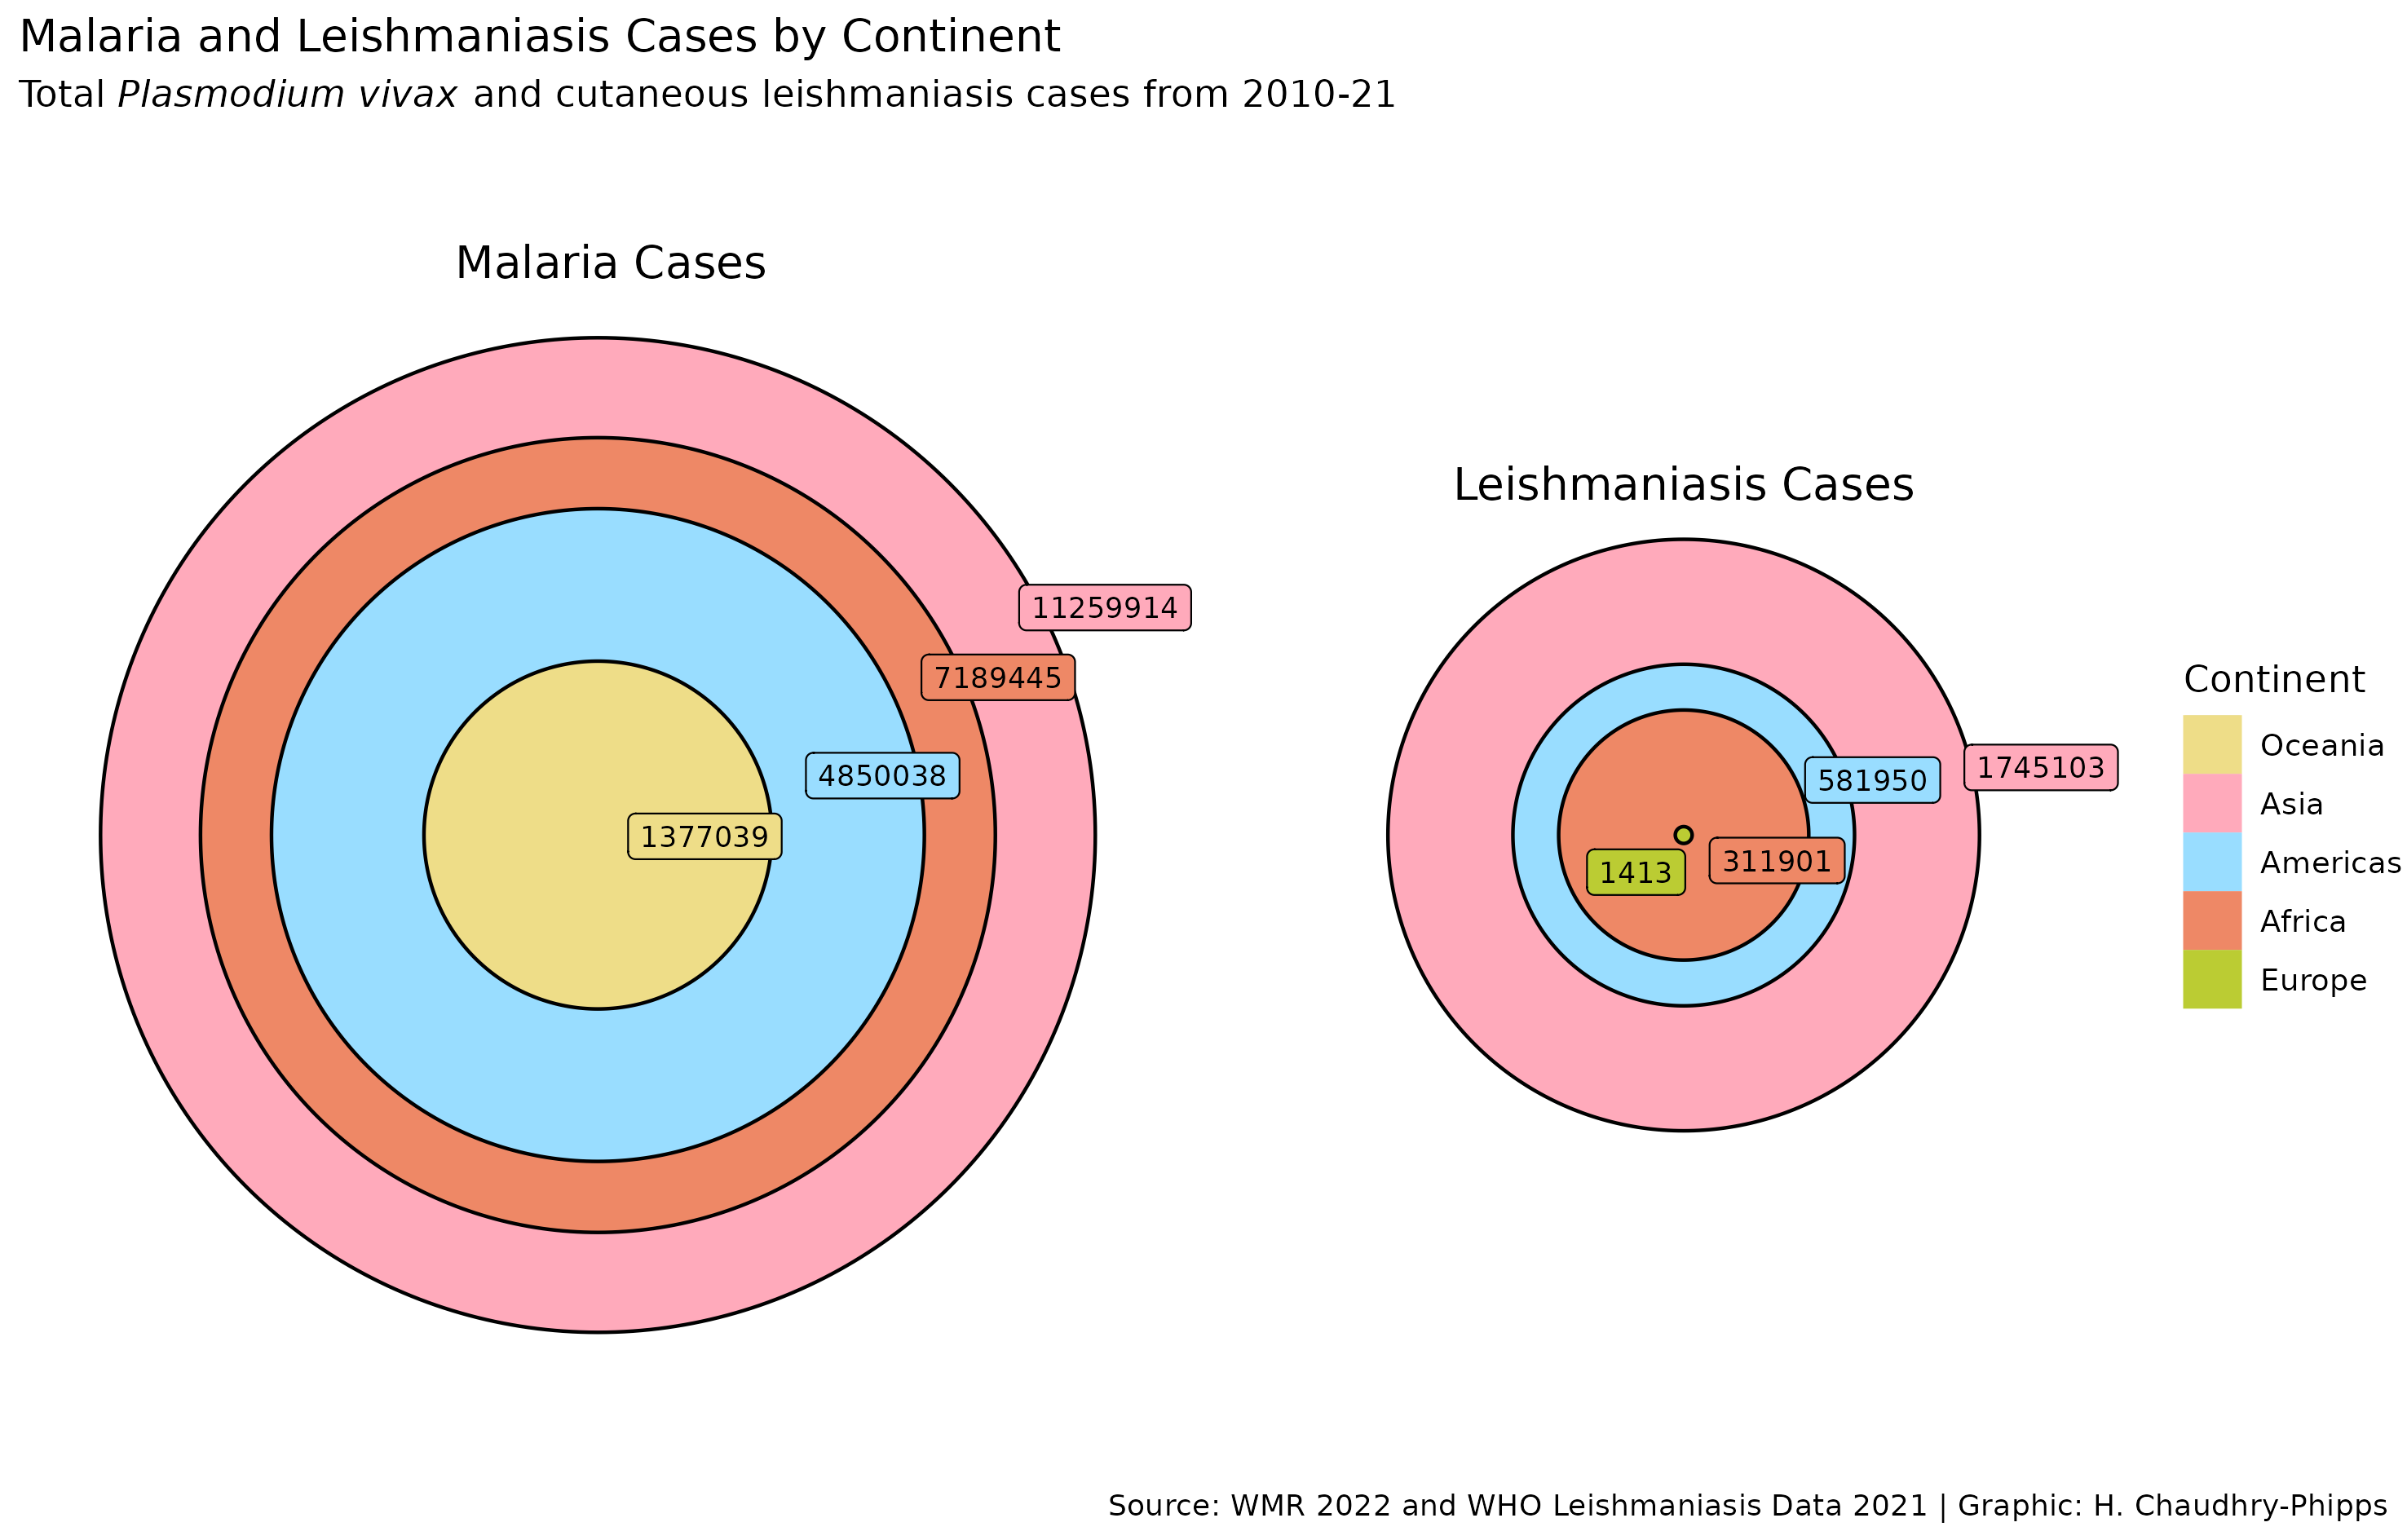 Malaria and Leishmaniasis Cases by Continent
Total Plasmodium vivax and cutaneous leishmaniasis cases from 2010-21
Malaria Cases
11259914
7189445
4850038
1377039
Leishmaniasis Cases
1745103
581950
311901
1413
Continent
Oceania
Asia
Americas
Africa
Europe
Source: WMR 2022 and WHO Leishmaniasis Data 2021 | Graphic: H. Chaudhry-Phipps